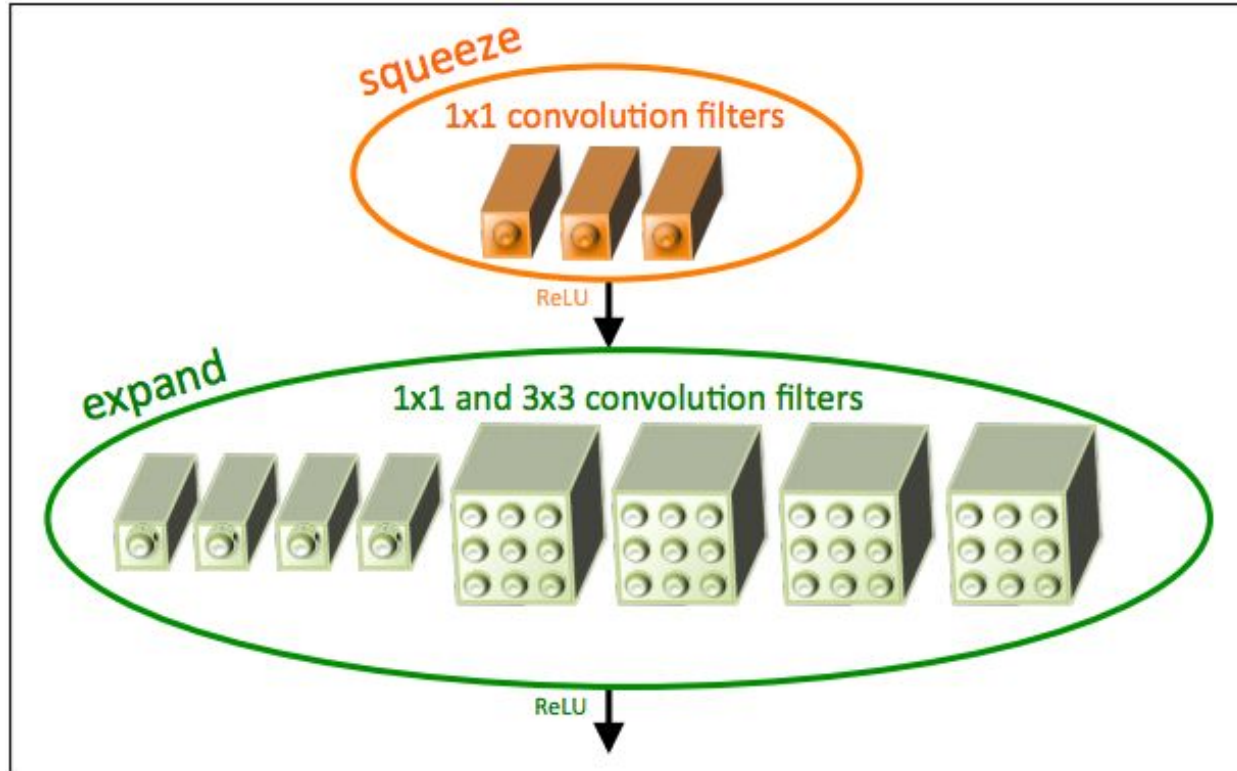 squeeze
1x1 convolution filters
ReLU
expand
1x1 and 3x3 convolution filters
ReLU